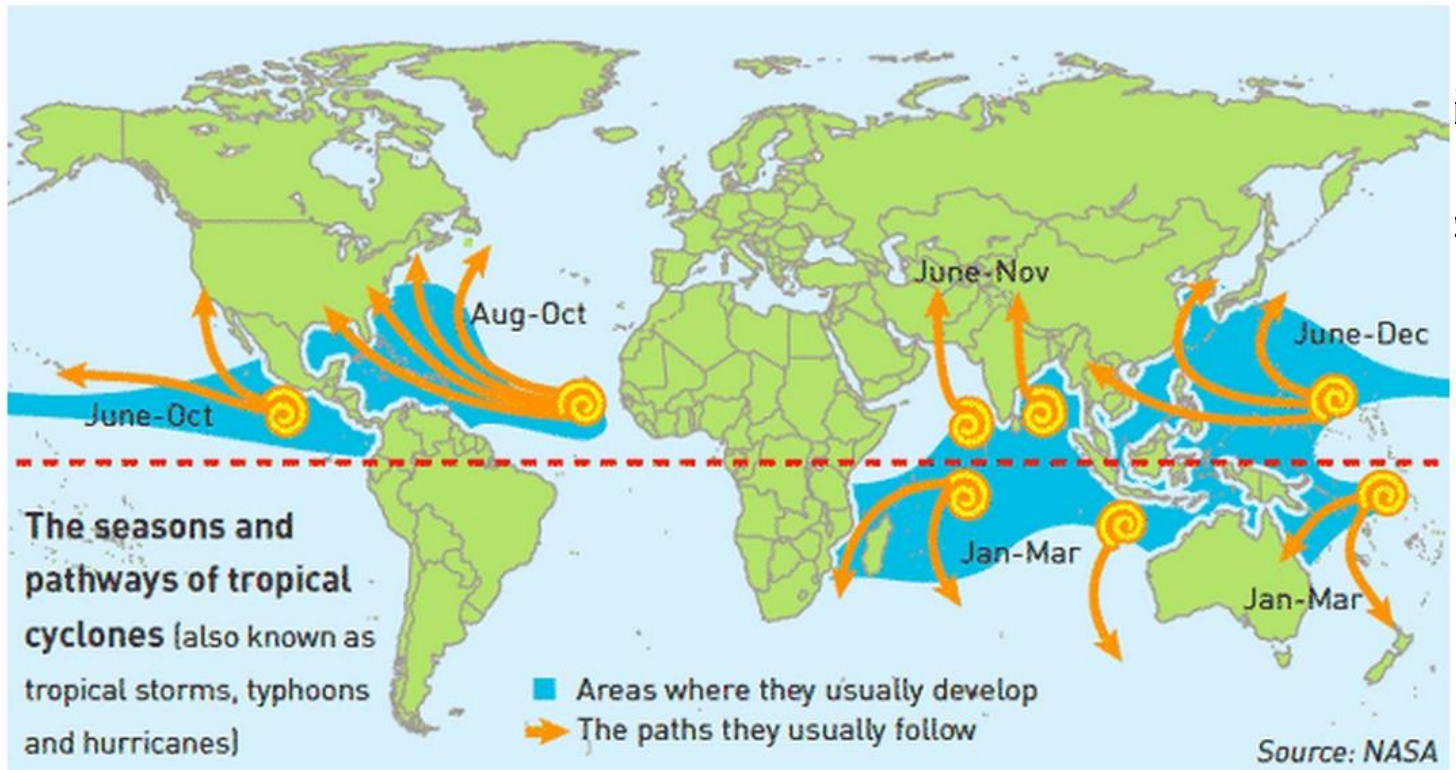 June-Nov
Aug-Oct
June-Dec
June-Oct
The seasons and
pathways of tropical
cyclones (also known as
tropical storms, typhoons
and hurricanes)
Jan-Mar
Jan-Mar
Areas where they usually develop
The paths they usually follow
Source: NASA